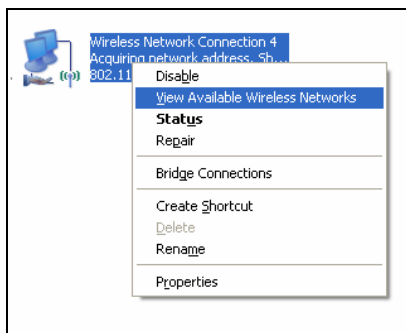 Wireless Network Connection 4
Acquiring network address, Sh...
802.11
Disable
View Available Wireless Networks
Status
Repair
Bridge Connections
Create Shortcut
Delete
Rename
Properties